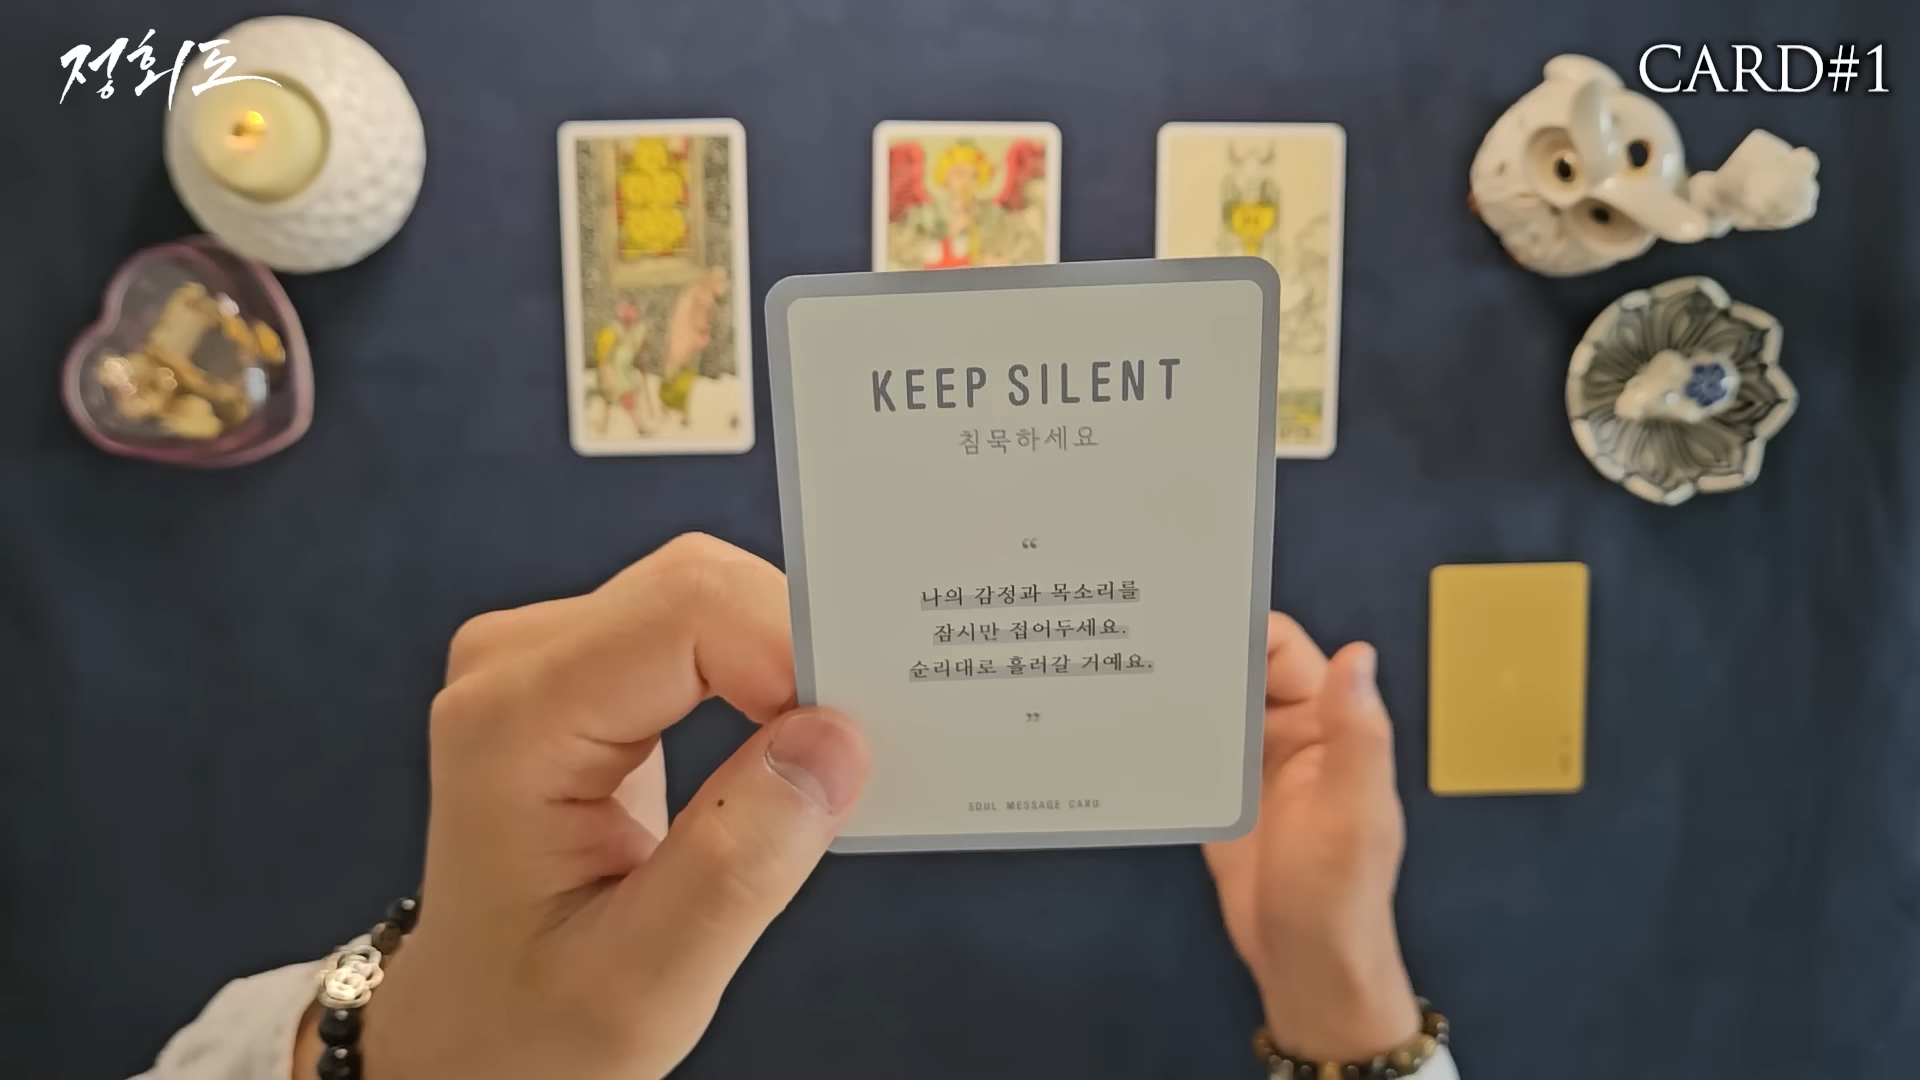 정회도
CARD#1
KEEP SILENT
침묵하세요
“
나의 감정과 목소리를
잠시만 접어두세요.
순리대로 흘러갈 거예요.
”
SOUL MESSAGE CARD